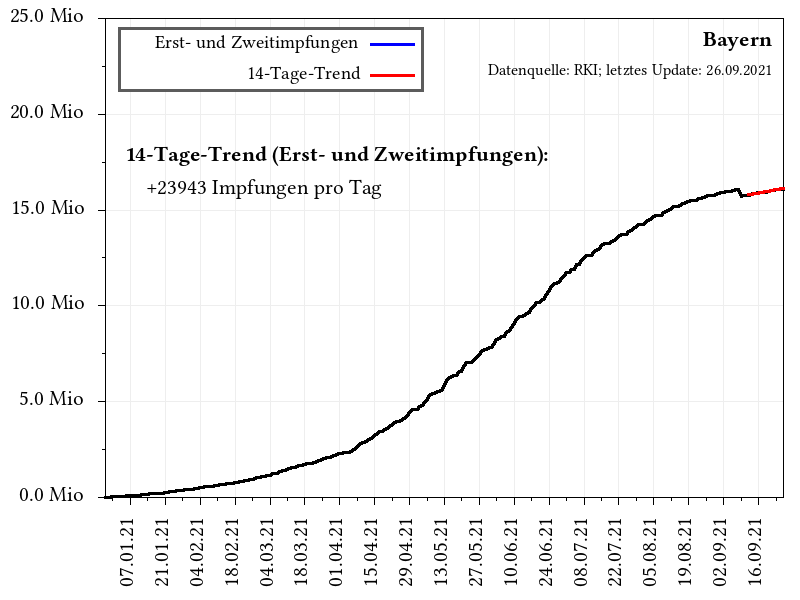 25.0 Mio
20.0 Mio
15.0 Mio
10.0 Mio
5.0 Mio
0.0 Mio
Erst- und Zweitimpfungen
14-Tage-Trend
Bayern
Datenquelle: RKI; letztes Update: 26.09.2021
14-Tage-Trend (Erst- und Zweitimpfungen):
+23943 Impfungen pro Tag
07.01.21
21.01.21
04.02.21
18.02.21
04.03.21
18.03.21
01.04.21
15.04.21
29.04.21
13.05.21
27.05.21
10.06.21
24.06.21
08.07.21
22.07.21
05.08.21
19.08.21
02.09.21
16.09.21